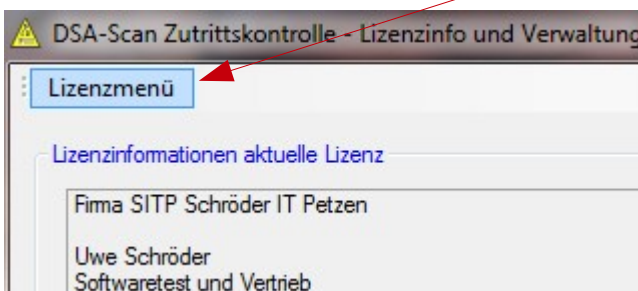 DSA-Scan Zutrittskontrolle - Lizenzinfo und Verwaltung
Lizenzmenü
Lizenzinformationen aktuelle Lizenz
Firma SITP Schröder IT Petzen
Uwe Schröder
Softwaretest und Vertrieb